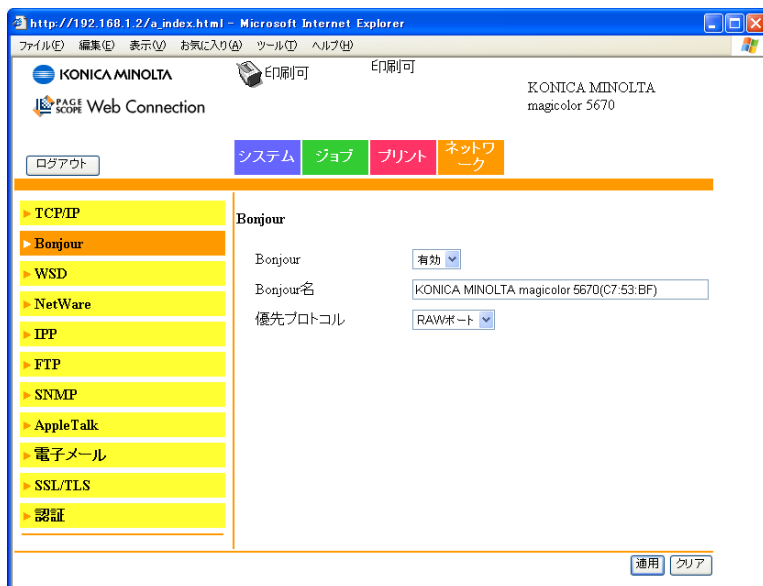 http://192.168.1.2/a_index.html - Microsoft Internet Explorer
ファイル(F) 編集(E) 表示(V) お気に入り(A) ツール(T) ヘルプ(H)
KONICA MINOLTA
印刷可
印刷可
KONICA MINOLTA
magicolor 5670
PAGE SCOPE Web Connection
ログアウト
システム
ジョブ
プリント
ネットワ
ーク
TCP/IP
Bonjour
WSD
NetWare
IPP
FTP
SNMP
AppleTalk
電子メール
SSL/TLS
認証
Bonjour
Bonjour 有効
Bonjour名 KONICA MINOLTA magicolor 5670(C7:53:BF)
優先プロトコル RAWポート
適用 クリア